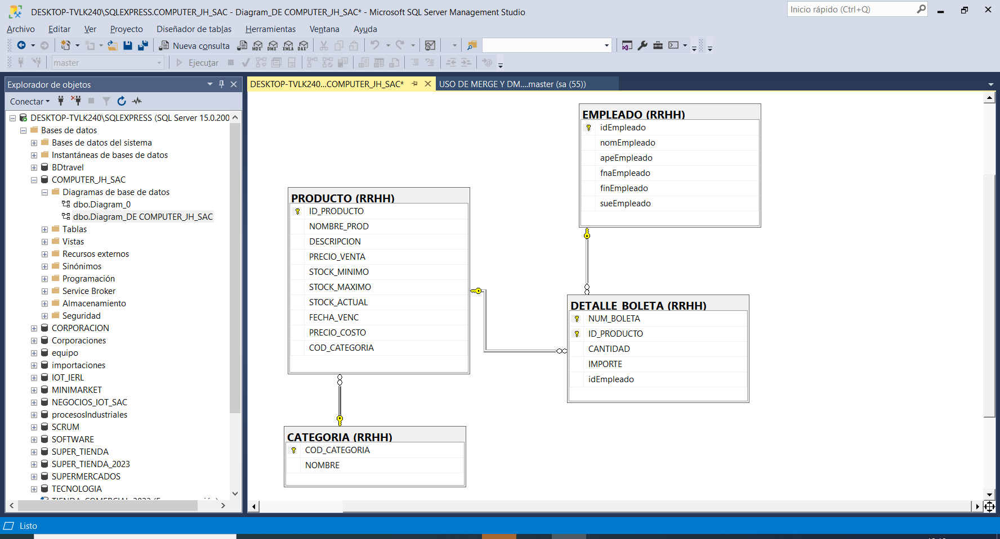 DESKTOP-TVLK240\SQLEXPRESS.COMPUTER_JH_SAC - Diagram_DE COMPUTER_JH_SAC* - Microsoft SQL Server Management Studio
Inicio rápido (Ctrl+Q)
Archivo Editar Ver Proyecto Diseñador de tablas Herramientas Ventana Ayuda
Nueva consulta MDX DMX XMLA DAX
master Ejecutar
Explorador de objetos
DESKTOP-TVLK240...COMPUTER_JH_SAC*
USO DE MERGE Y DM....master (sa (55))
Conectar
DESKTOP-TVLK240\SQLEXPRESS (SQL Server 15.0.200
Bases de datos
Bases de datos del sistema
Instantáneas de bases de datos
BDtravel
COMPUTER_JH_SAC
Diagramas de base de datos
dbo.Diagram_0
dbo.Diagram_DE COMPUTER_JH_SAC
Tablas
Vistas
Recursos externos
Sinónimos
Programación
Service Broker
Almacenamiento
Seguridad
CORPORACION
Corporaciones
equipo
importaciones
IOT_IERL
MINIMARKET
NEGOCIOS_IOT_SAC
procesosIndustriales
SCRUM
SOFTWARE
SUPER_TIENDA
SUPER_TIENDA_2023
SUPERMERCADOS
TECNOLOGIA
EMPLEADO (RRHH)
idEmpleado
nomEmpleado
apeEmpleado
fnaEmpleado
finEmpleado
sueEmpleado
PRODUCTO (RRHH)
ID_PRODUCTO
NOMBRE_PROD
DESCRIPCION
PRECIO_VENTA
STOCK_MINIMO
STOCK_MAXIMO
STOCK_ACTUAL
FECHA_VENC
PRECIO_COSTO
COD_CATEGORIA
DETALLE_BOLETA (RRHH)
NUM_BOLETA
ID_PRODUCTO
CANTIDAD
IMPORTE
idEmpleado
CATEGORIA (RRHH)
COD_CATEGORIA
NOMBRE
Listo